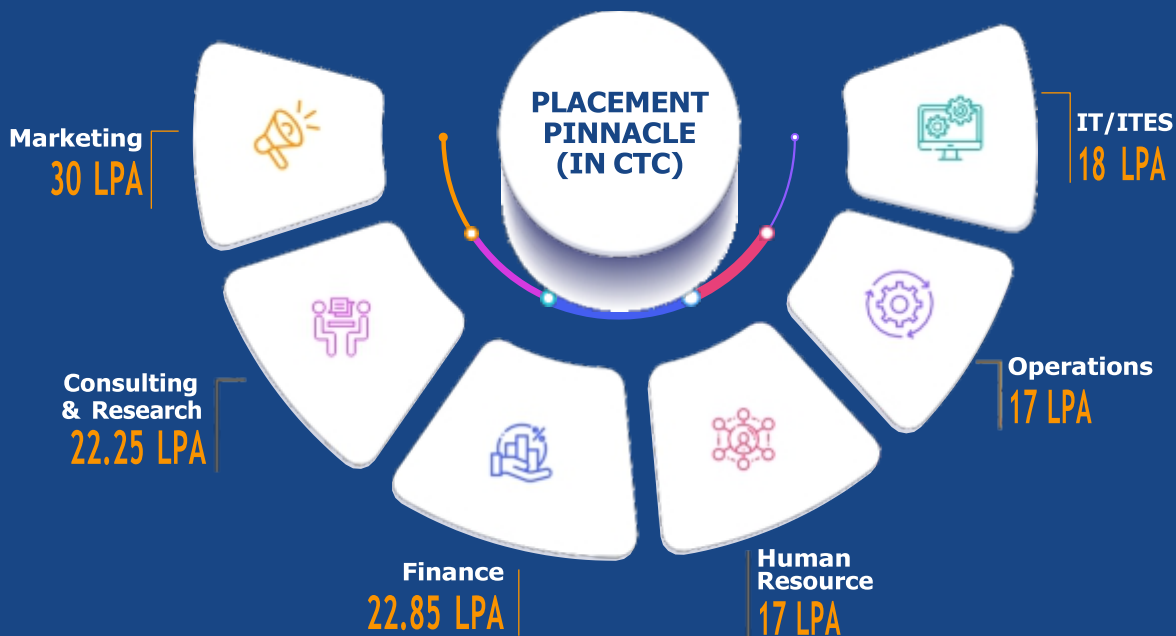 PLACEMENT
PINNACLE
(IN CTC)
Marketing
30 LPA
Consulting
& Research
22.25 LPA
Finance
22.85 LPA
Human
Resource
17 LPA
Operations
17 LPA
IT/ITES
18 LPA
%